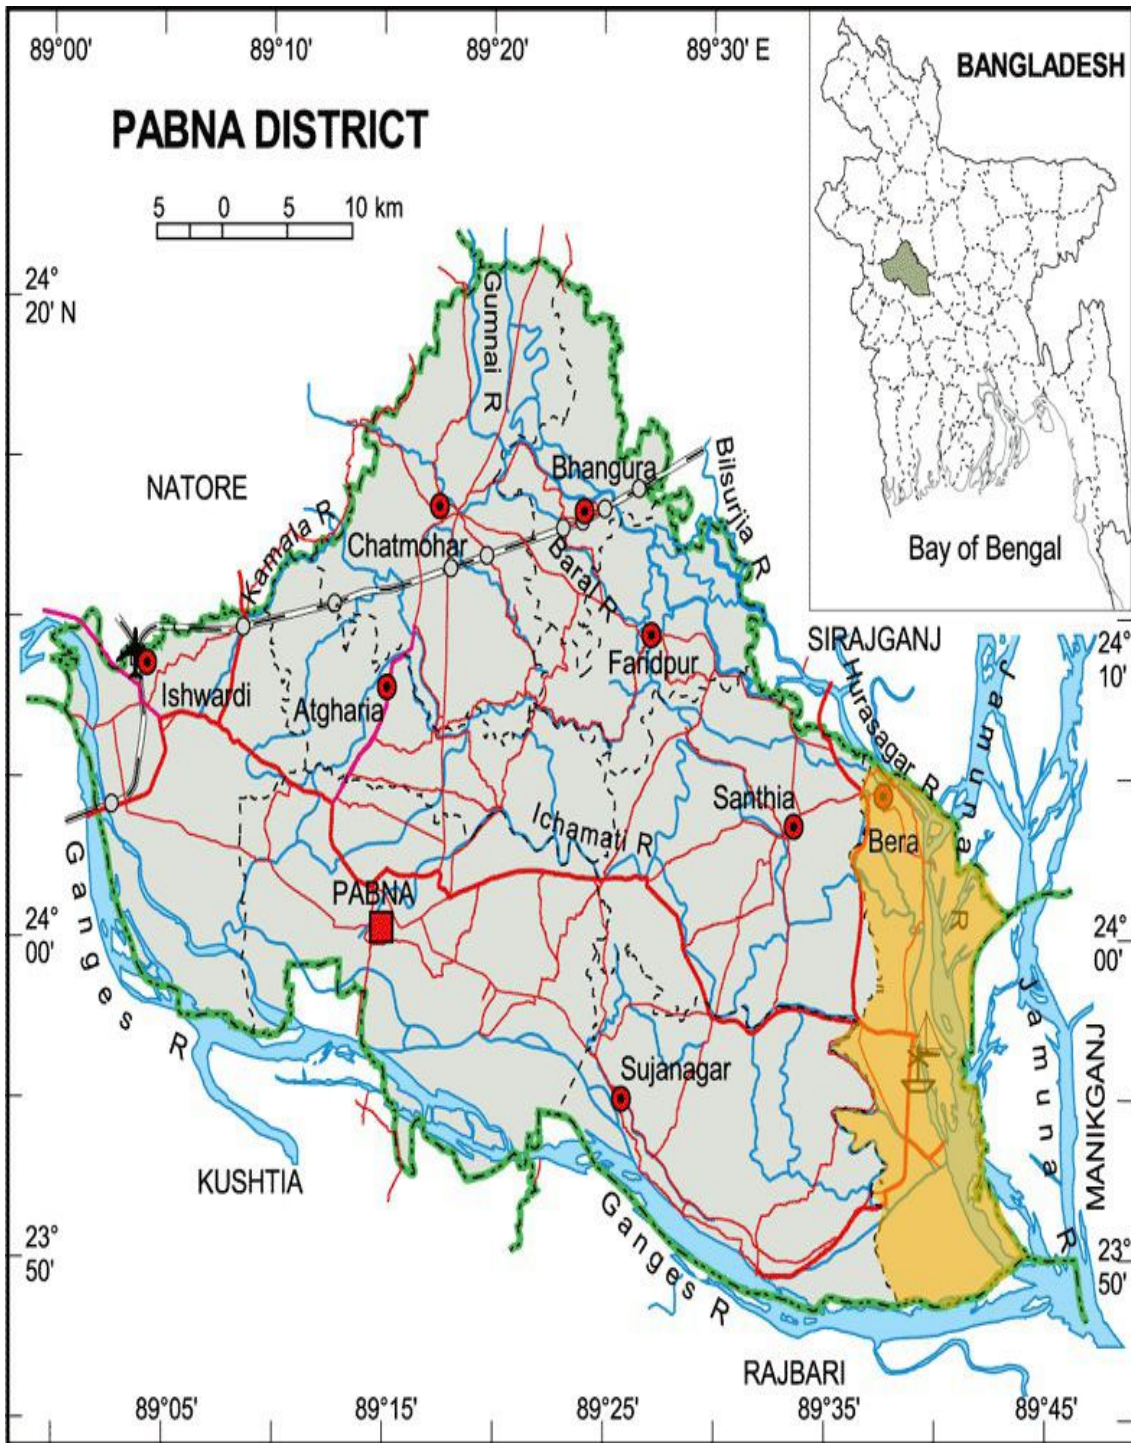 89°00' 89°10' 89°20' 89°30' E
BANGLADESH
PABNA DISTRICT
5 0 5 10 km
24°
20' N
Gumnai R
NATORE
Bhangura
Bilsurjia R
Kamala R
Chatmohar
Baral R
Bay of Bengal
SIRAJGANJ
24°
10'
Ishwardi
Atgharia
Faridpur
Hurasagar R
Jamuna R
Santhia
Ichamati R
Bera
Ganges R
PABNA
24°
00'
24°
00'
Jamuna R
MANIKGANJ
Sujanagar
KUSHTIA
Ganges R
23°
50'
23°
50'
RAJBARI
89°05' 89°15' 89°25' 89°35' 89°45'